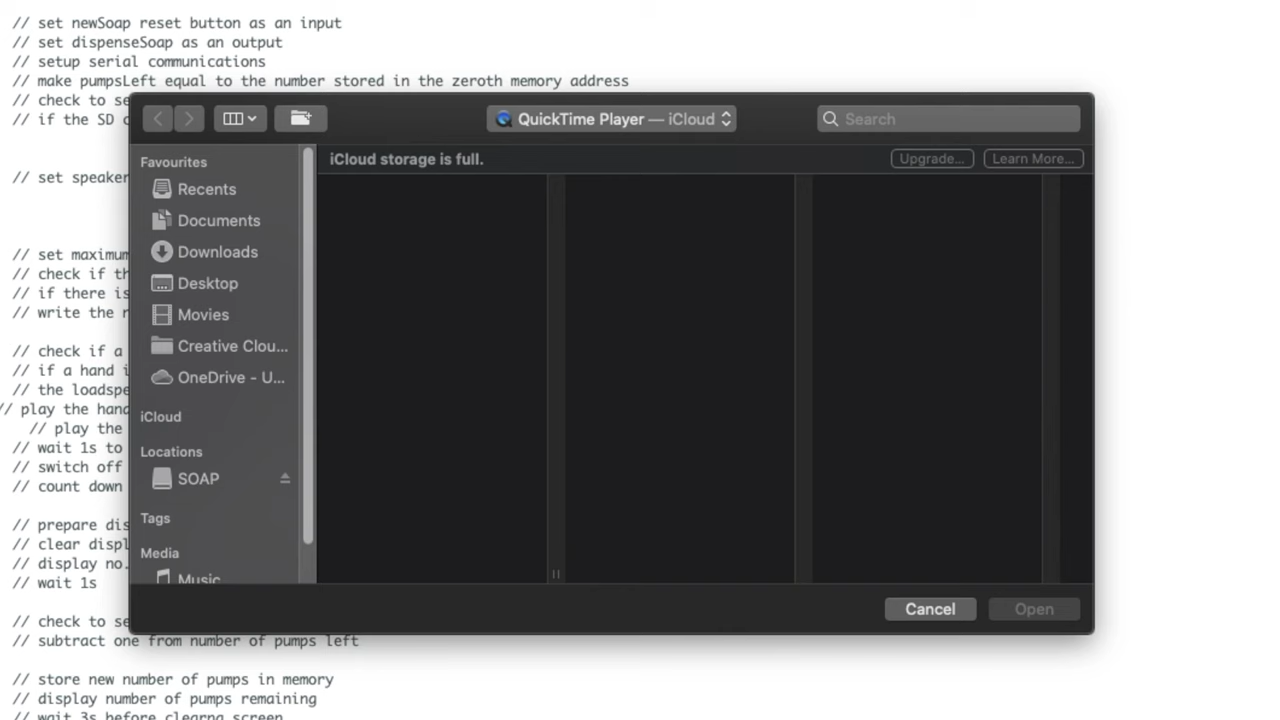 // set newSoap reset button as an input
// set dispenseSoap as an output
// setup serial communications
// make pumpsLeft equal to the number stored in the zeroth memory address
// check to se
// if the SD c
QuickTime Player — iCloud
Search
Favourites
iCloud storage is full.
Upgrade...
Learn More...
// set speaker
Recents
Documents
Downloads
// set maximum
// check if th
Desktop
// if there is
Movies
// write the r
Creative Clou...
// check if a
// if a hand i
OneDrive - U...
// the loadspe
// play the hand
iCloud
// play the
// wait 1s to
Locations
// switch off
SOAP
// count down
Tags
// prepare dis
// clear displ
Media
// display no.
Music
// wait 1s
Cancel
Open
// check to se
// subtract one from number of pumps left
// store new number of pumps in memory
// display number of pumps remaining
// wait 3s before clearng screen